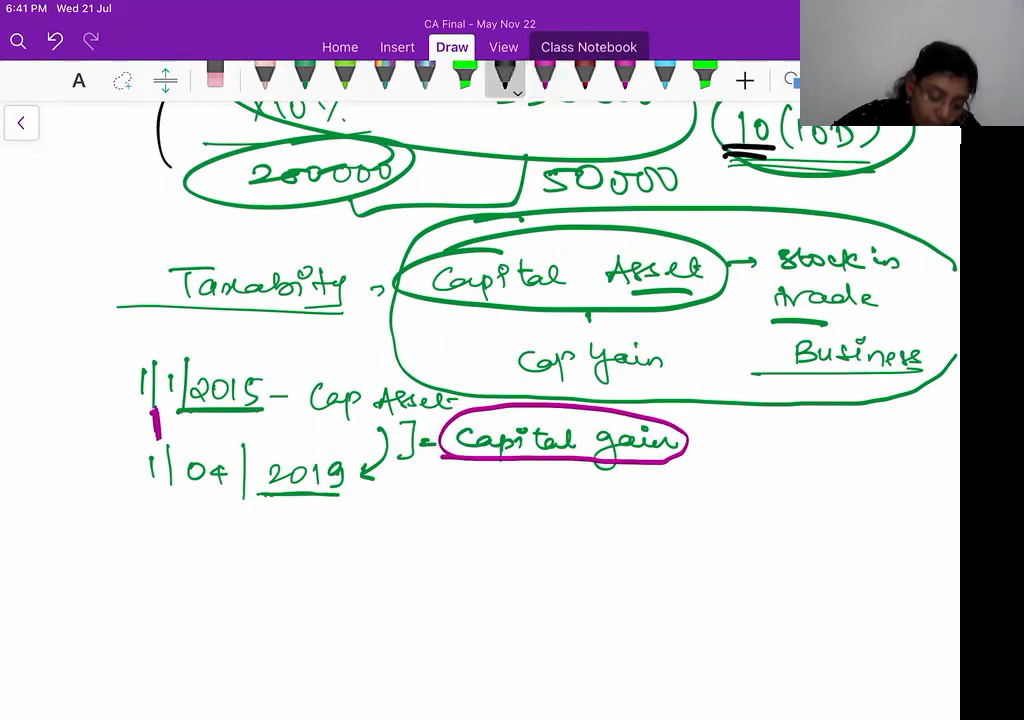 6:41 PM Wed 21 Jul
CA Final - May Nov 22
Home Insert Draw View Class Notebook
A
x10%
10 (10D)
200000 50000
Taxability Capital Asset → Stock in
trade
Cap gain Business
1/1/2015 - Cap Asset
] = Capital gain
1/04/2019